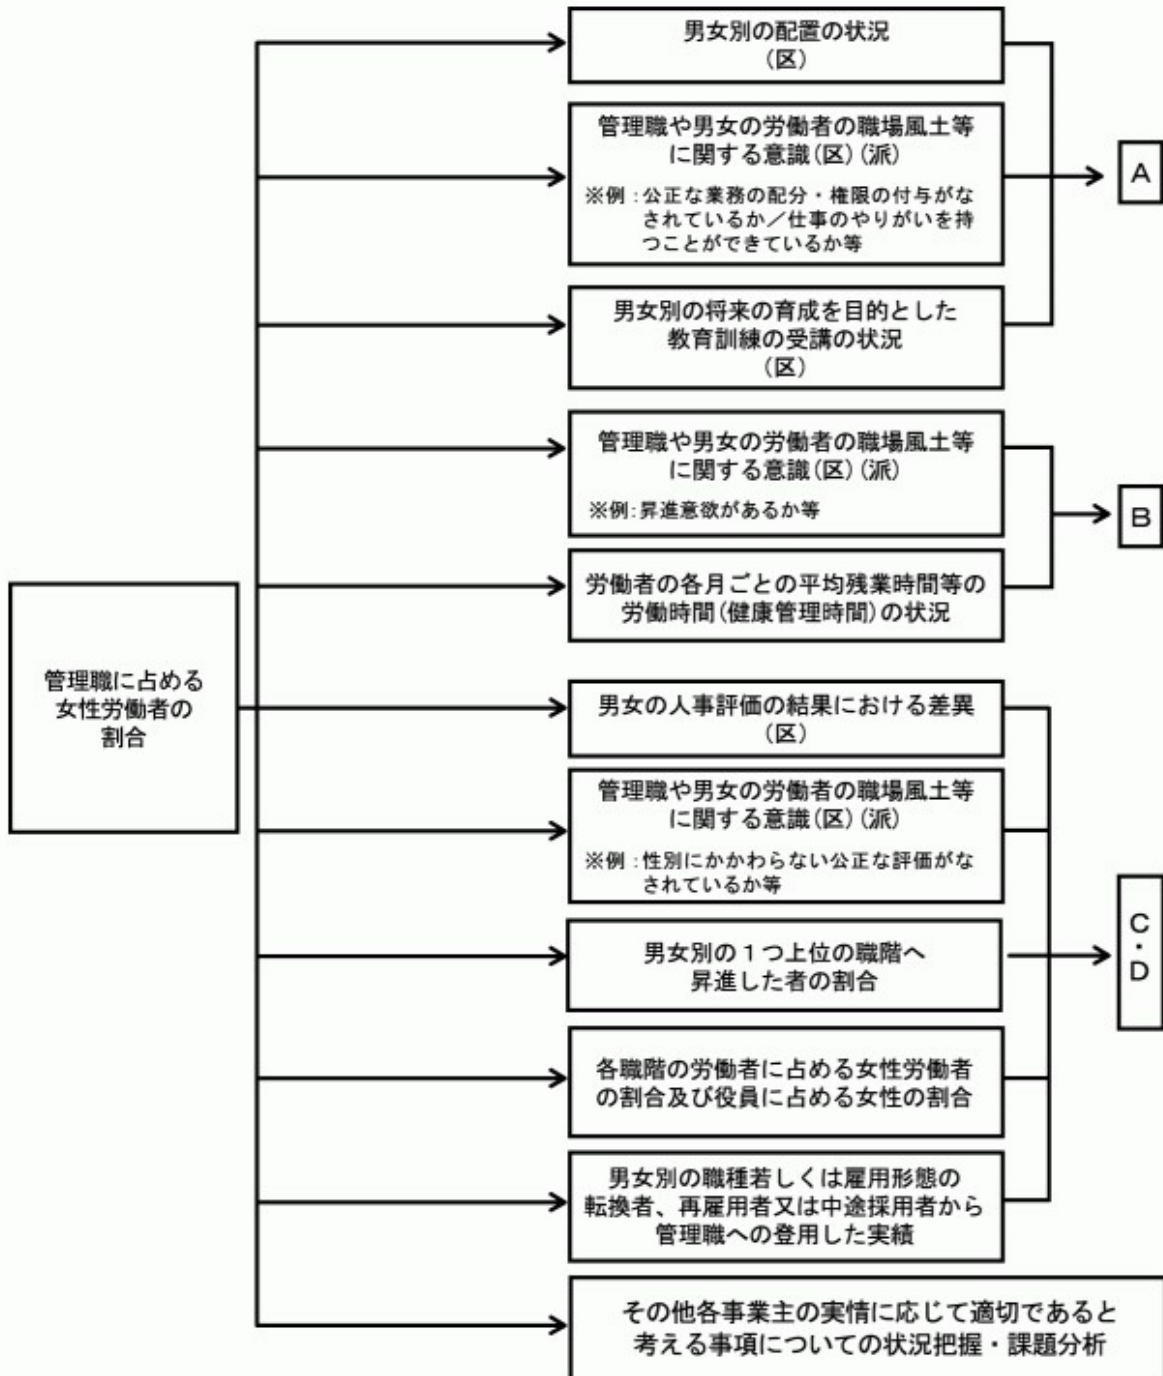 男女別の配置の状況
(区)
管理職や男女の労働者の職場風土等
に関する意識(区)(派)
※例:公正な業務の配分・権限の付与がな
されているか/仕事のやりがいを持
つことができているか等
A
男女別の将来の育成を目的とした
教育訓練の受講の状況
(区)
管理職や男女の労働者の職場風土等
に関する意識(区)(派)
※例:昇進意欲があるか等
B
労働者の各月ごとの平均残業時間等の
労働時間(健康管理時間)の状況
管理職に占める
女性労働者の
割合
男女の人事評価の結果における差異
(区)
管理職や男女の労働者の職場風土等
に関する意識(区)(派)
※例:性別にかかわらない公正な評価がな
されているか等
男女別の1つ上位の職階へ
昇進した者の割合
C・D
各職階の労働者に占める女性労働者
の割合及び役員に占める女性の割合
男女別の職種若しくは雇用形態の
転換者、再雇用者又は中途採用者から
管理職への登用した実績
その他各事業主の実情に応じて適切であると
考える事項についての状況把握・課題分析